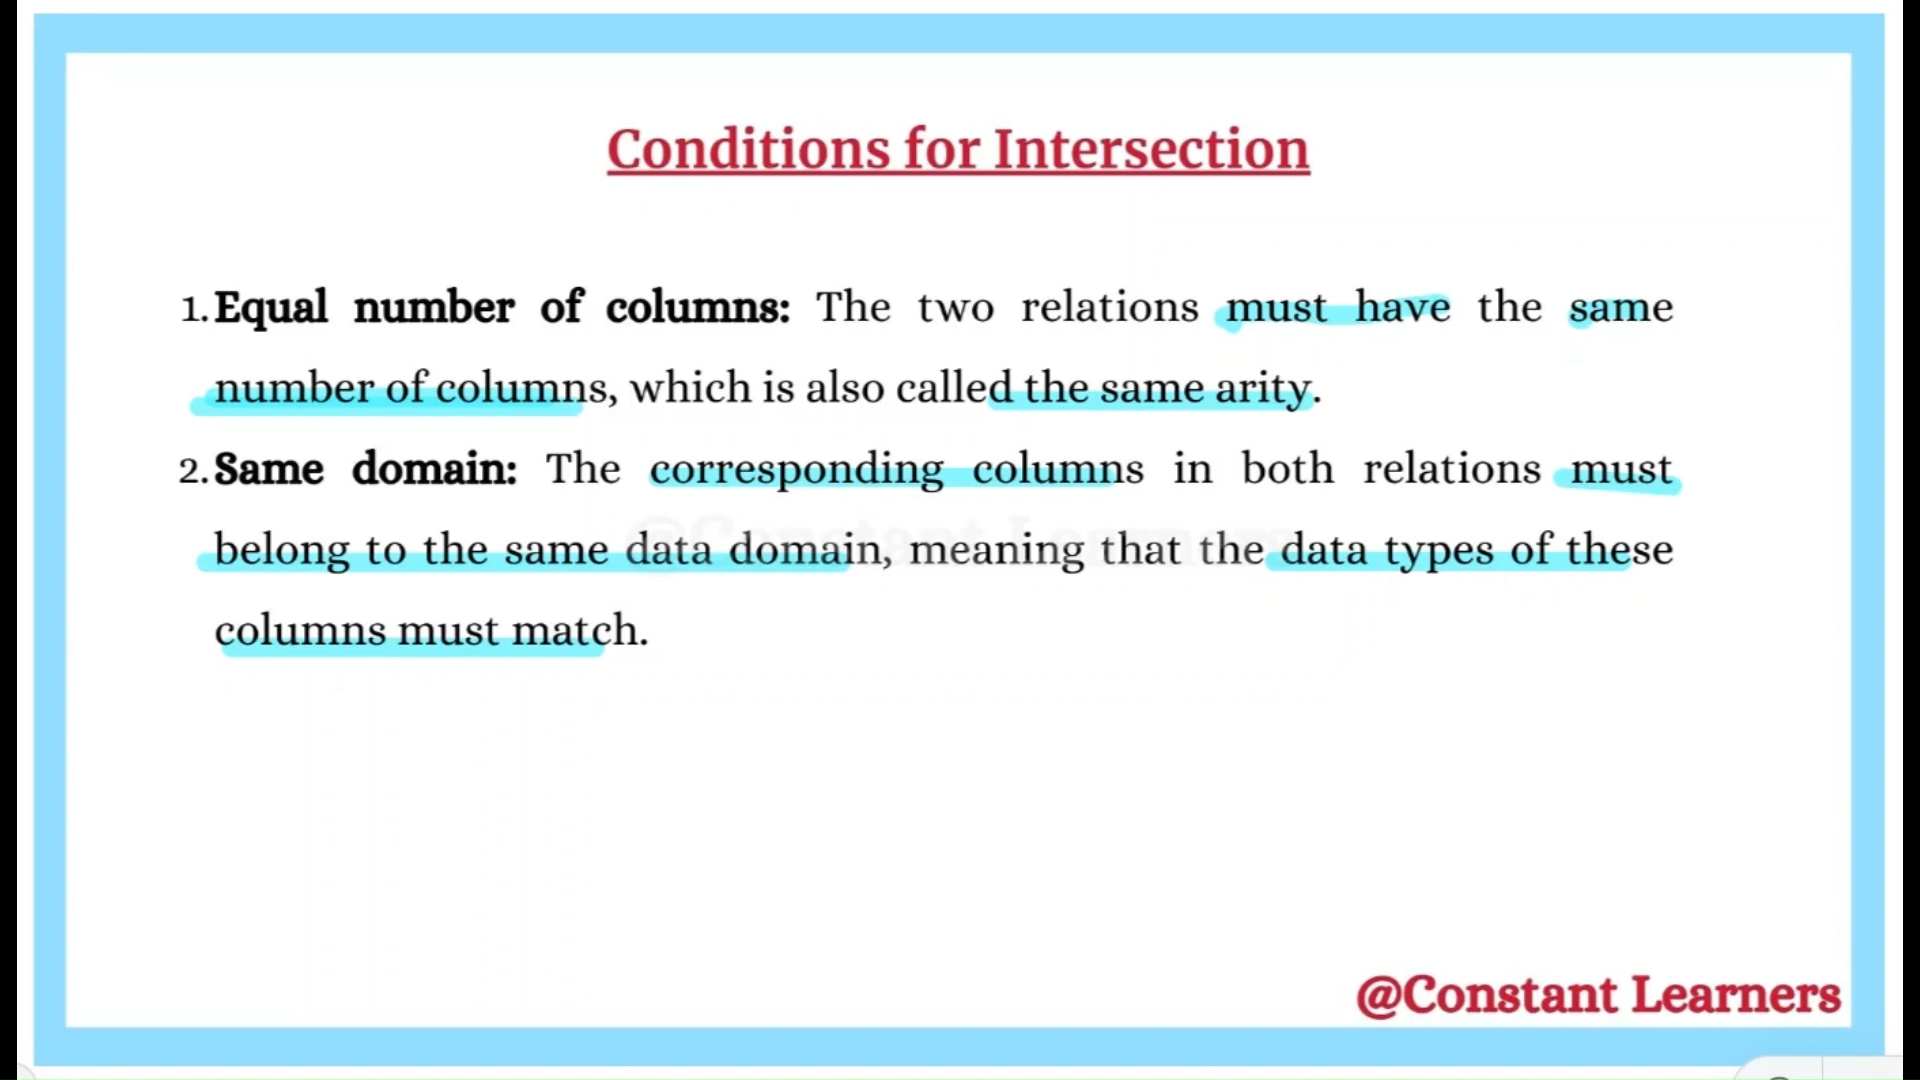 Conditions for Intersection
1. Equal number of columns: The two relations must have the same
number of columns, which is also called the same arity.
2. Same domain: The corresponding columns in both relations must
belong to the same data domain, meaning that the data types of these
columns must match.
@Constant Learners
@Constant Learners